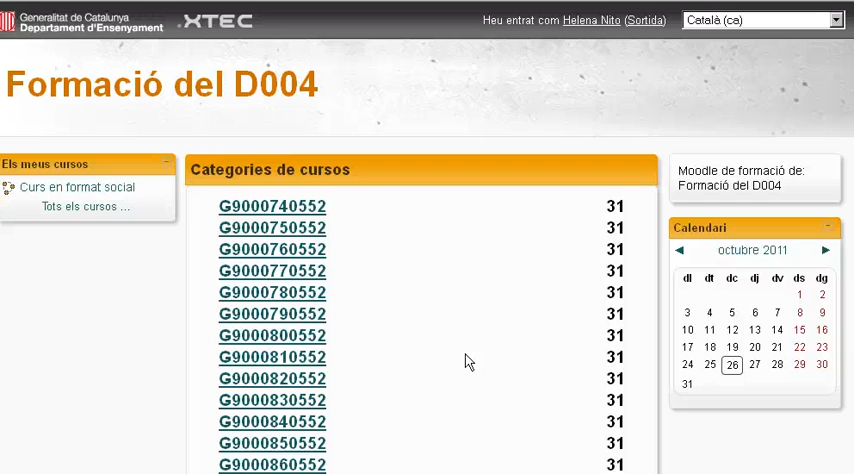 Generalitat de Catalunya
Departament d'Ensenyament
XTEC
Heu entrat com Helena Nito (Sortida)
Català (ca)
Formació del D004
Els meus cursos
Curs en format social
Tots els cursos ...
Categories de cursos
G9000740552 31
G9000750552 31
G9000760552 31
G9000770552 31
G9000780552 31
G9000790552 31
G9000800552 31
G9000810552 31
G9000820552 31
G9000830552 31
G9000840552 31
G9000850552 31
G9000860552 31
Moodle de formació de:
Formació del D004
Calendari
◄ octubre 2011 ►
dl dt dc dj dv ds dg
1 2
3 4 5 6 7 8 9
10 11 12 13 14 15 16
17 18 19 20 21 22 23
24 25 26 27 28 29 30
31